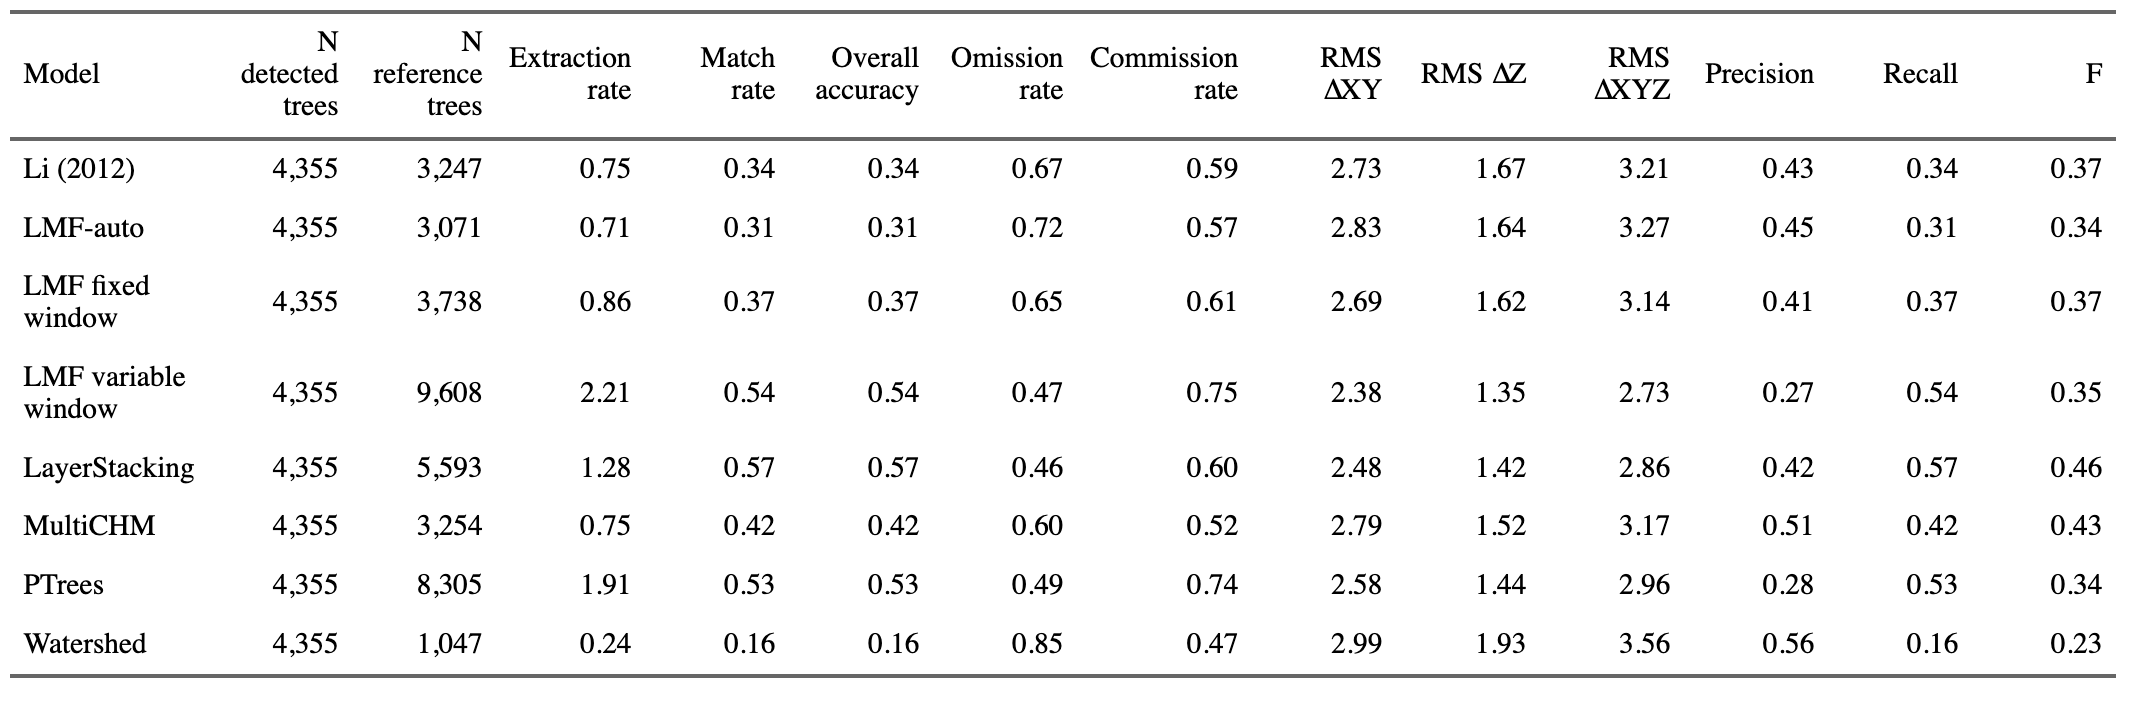 Model N detected trees N reference trees Extraction rate Match rate Overall accuracy Omission rate Commission rate RMS ΔXY RMS ΔZ RMS ΔXYZ Precision Recall F
Li (2012) 4,355 3,247 0.75 0.34 0.34 0.67 0.59 2.73 1.67 3.21 0.43 0.34 0.37
LMF-auto 4,355 3,071 0.71 0.31 0.31 0.72 0.57 2.83 1.64 3.27 0.45 0.31 0.34
LMF fixed window 4,355 3,738 0.86 0.37 0.37 0.65 0.61 2.69 1.62 3.14 0.41 0.37 0.37
LMF variable window 4,355 9,608 2.21 0.54 0.54 0.47 0.75 2.38 1.35 2.73 0.27 0.54 0.35
LayerStacking 4,355 5,593 1.28 0.57 0.57 0.46 0.60 2.48 1.42 2.86 0.42 0.57 0.46
MultiCHM 4,355 3,254 0.75 0.42 0.42 0.60 0.52 2.79 1.52 3.17 0.51 0.42 0.43
PTrees 4,355 8,305 1.91 0.53 0.53 0.49 0.74 2.58 1.44 2.96 0.28 0.53 0.34
Watershed 4,355 1,047 0.24 0.16 0.16 0.85 0.47 2.99 1.93 3.56 0.56 0.16 0.23